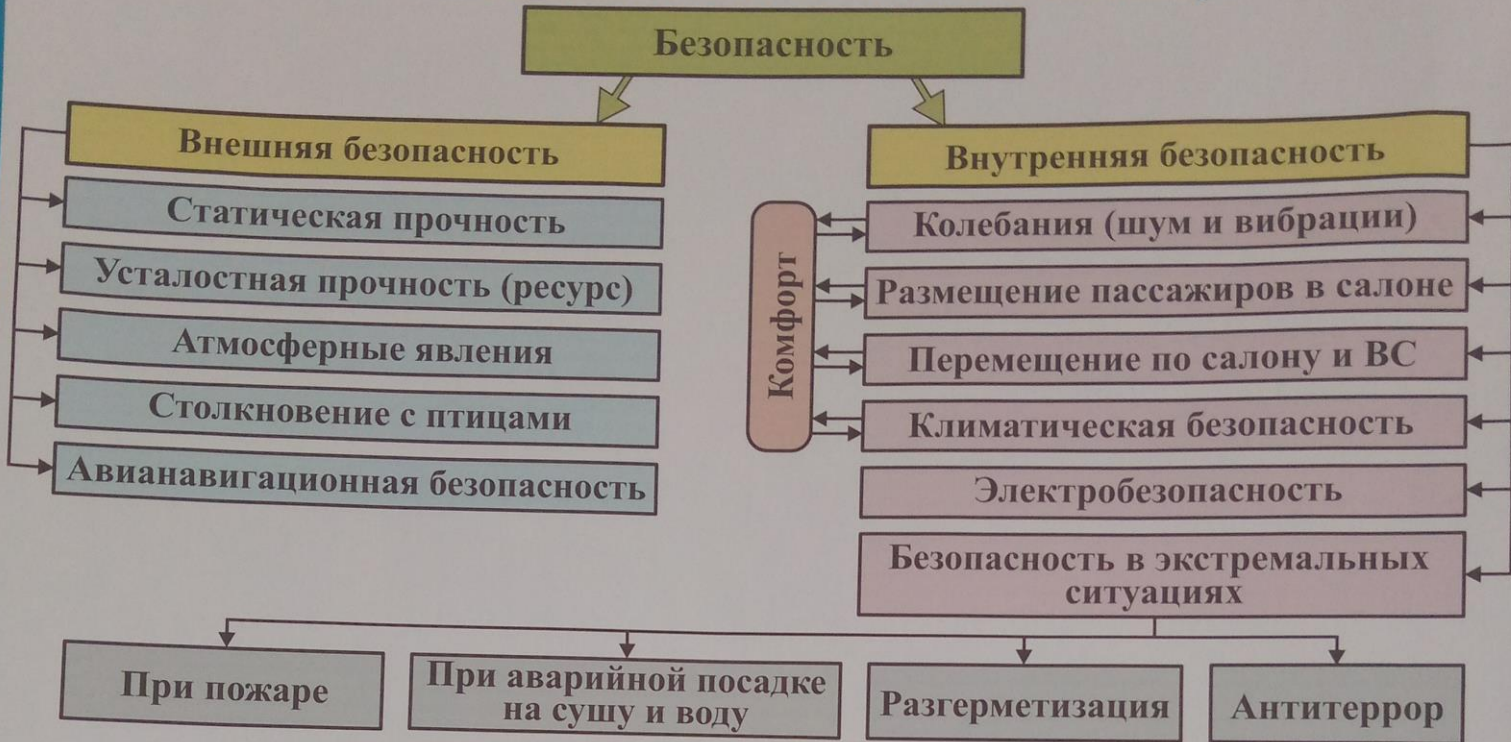 Безопасность
Внешняя безопасность
Статическая прочность
Усталостная прочность (ресурс)
Атмосферные явления
Столкновение с птицами
Авианавигационная безопасность
Внутренняя безопасность
Комфорт
Колебания (шум и вибрации)
Размещение пассажиров в салоне
Перемещение по салону и ВС
Климатическая безопасность
Электробезопасность
Безопасность в экстремальных
ситуациях
При пожаре
При аварийной посадке
на сушу и воду
Разгерметизация
Антитеррор